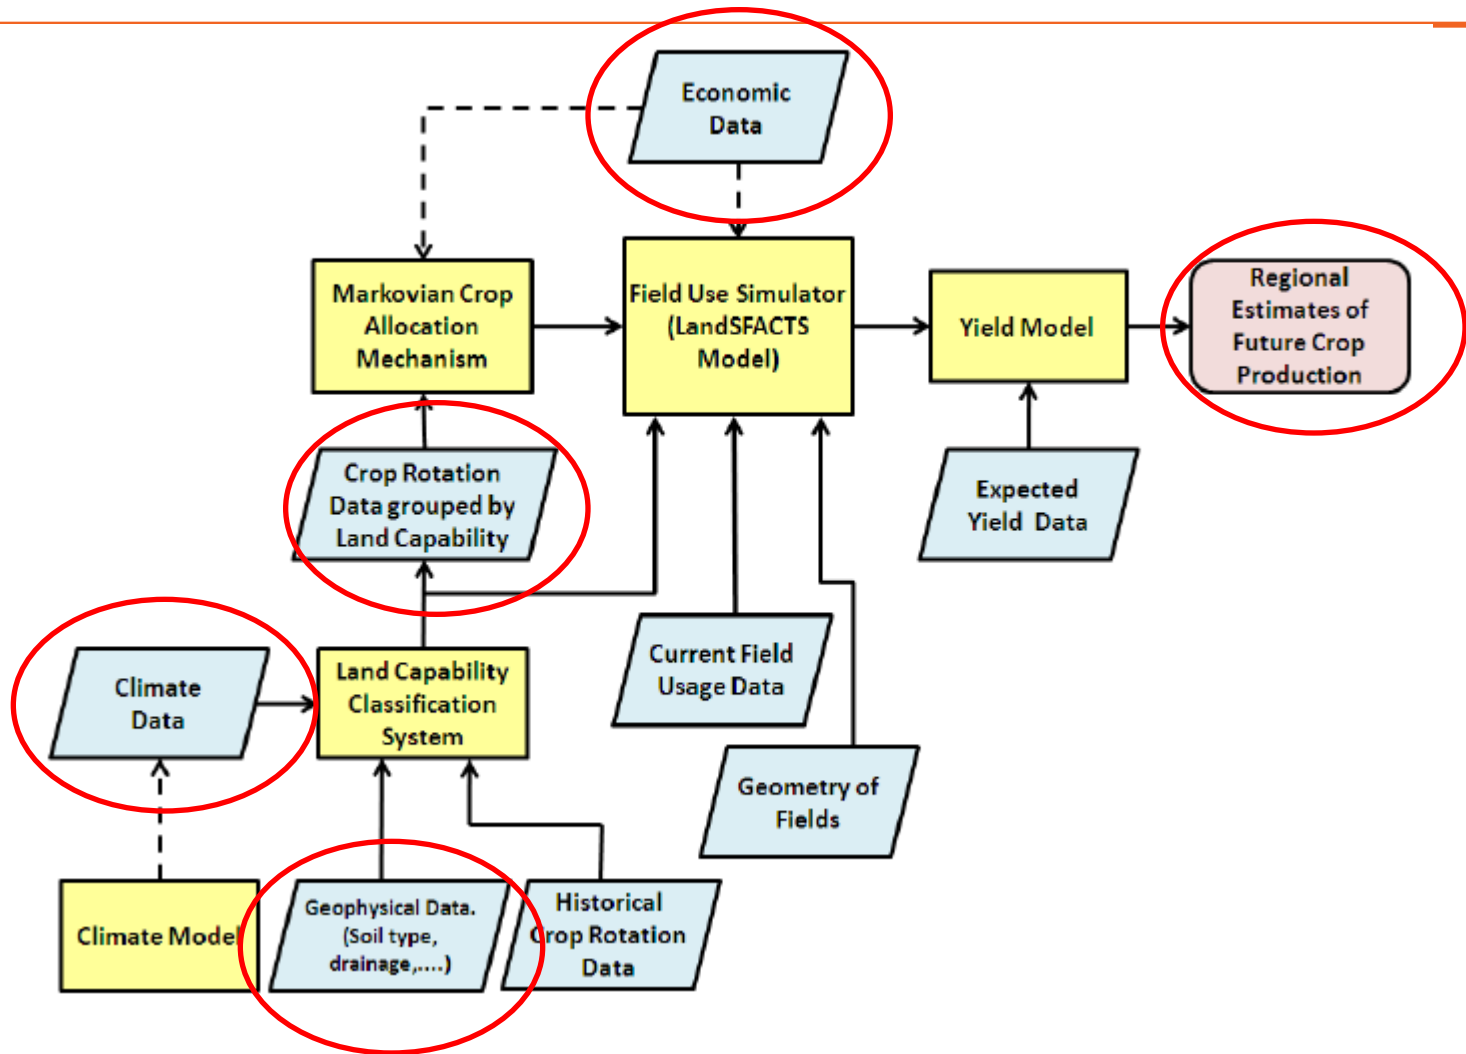 Economic
Data
Markovian Crop
Allocation
Mechanism
Field Use Simulator
(LandSFACTS
Model)
Yield Model
Regional
Estimates of
Future Crop
Production
Crop Rotation
Data grouped by
Land Capability
Expected
Yield Data
Climate
Data
Land Capability
Classification
System
Current Field
Usage Data
Geometry of
Fields
Climate Model
Geophysical Data.
(Soil type,
drainage,....)
Historical
Crop Rotation
Data